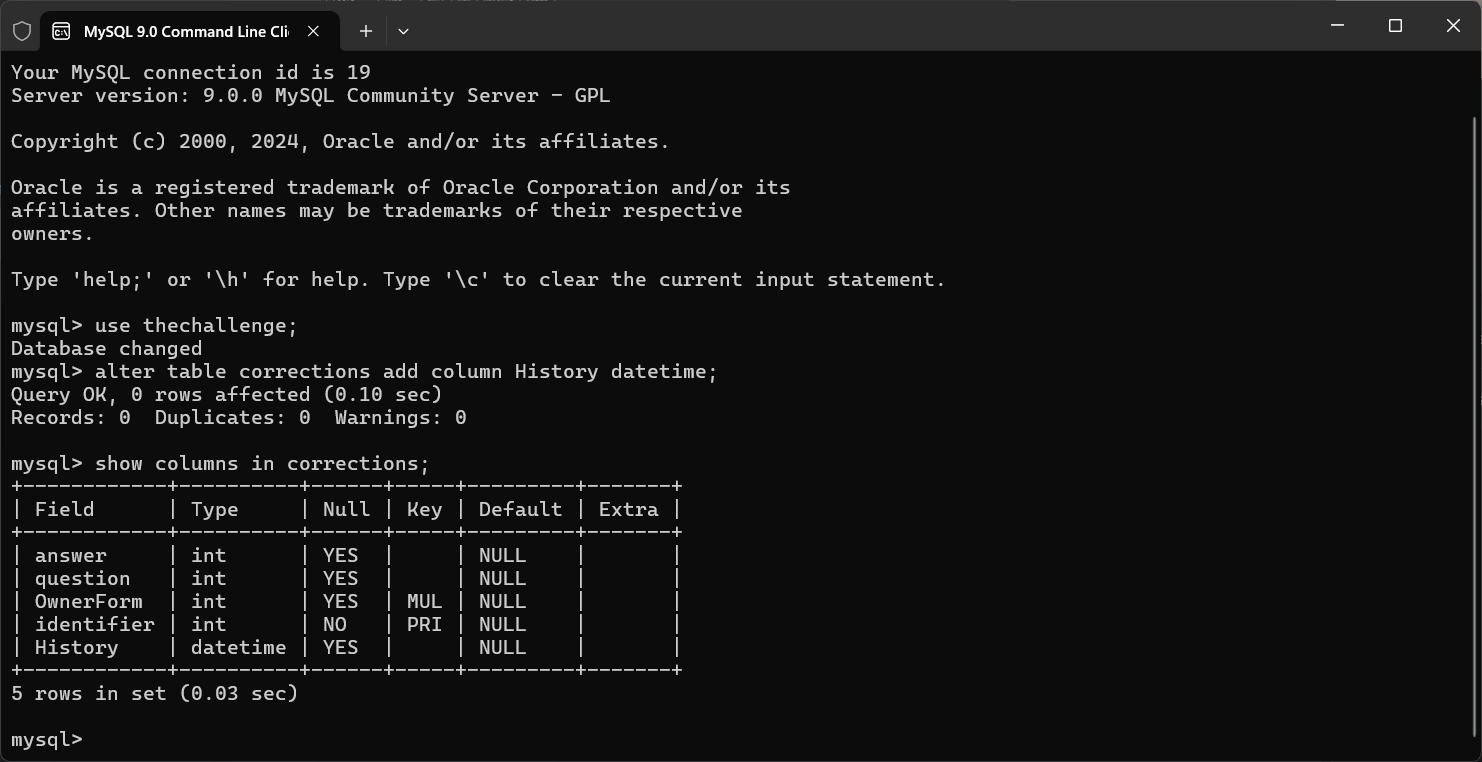 MySQL 9.0 Command Line Cli
Your MySQL connection id is 19
Server version: 9.0.0 MySQL Community Server - GPL
Copyright (c) 2000, 2024, Oracle and/or its affiliates.
Oracle is a registered trademark of Oracle Corporation and/or its
affiliates. Other names may be trademarks of their respective
owners.
Type 'help;' or '\h' for help. Type '\c' to clear the current input statement.
mysql> use thechallenge;
Database changed
mysql> alter table corrections add column History datetime;
Query OK, 0 rows affected (0.10 sec)
Records: 0  Duplicates: 0  Warnings: 0
mysql> show columns in corrections;
+------------+----------+------+-----+---------+-------+
| Field      | Type     | Null | Key | Default | Extra |
+------------+----------+------+-----+---------+-------+
| answer     | int      | YES  |     | NULL    |       |
| question   | int      | YES  |     | NULL    |       |
| OwnerForm  | int      | YES  | MUL | NULL    |       |
| identifier | int      | NO   | PRI | NULL    |       |
| History    | datetime | YES  |     | NULL    |       |
+------------+----------+------+-----+---------+-------+
5 rows in set (0.03 sec)
mysql>